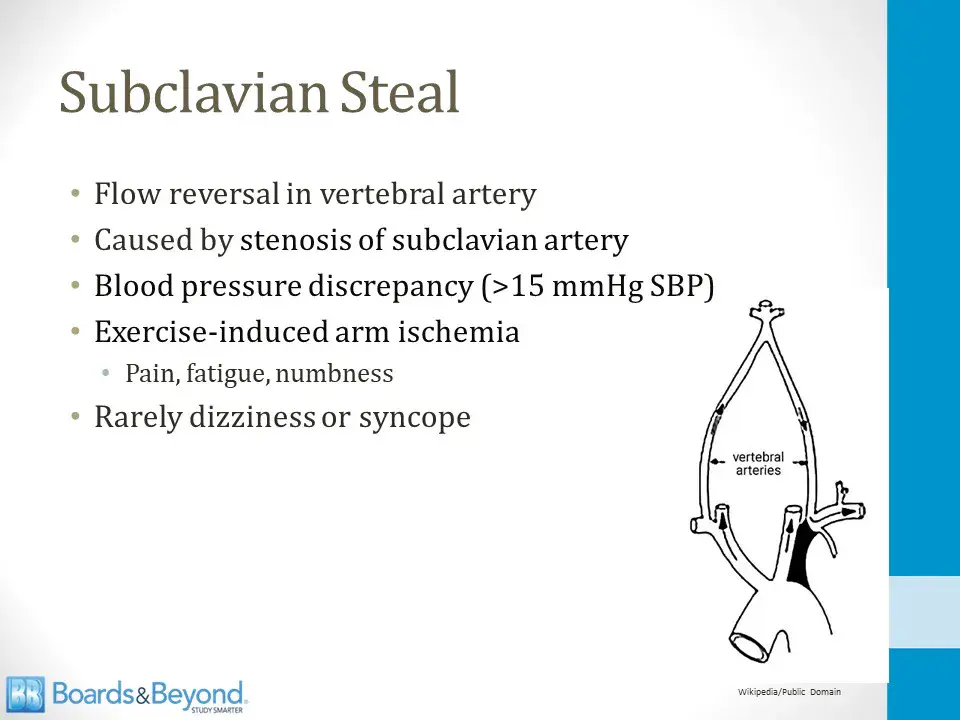 Subclavian Steal
• Flow reversal in vertebral artery
• Caused by stenosis of subclavian artery
• Blood pressure discrepancy (>15 mmHg SBP)
• Exercise-induced arm ischemia
• Pain, fatigue, numbness
• Rarely dizziness or syncope
vertebral
arteries
BB Boards&Beyond.
STUDY SMARTER
Wikipedia/Public Domain